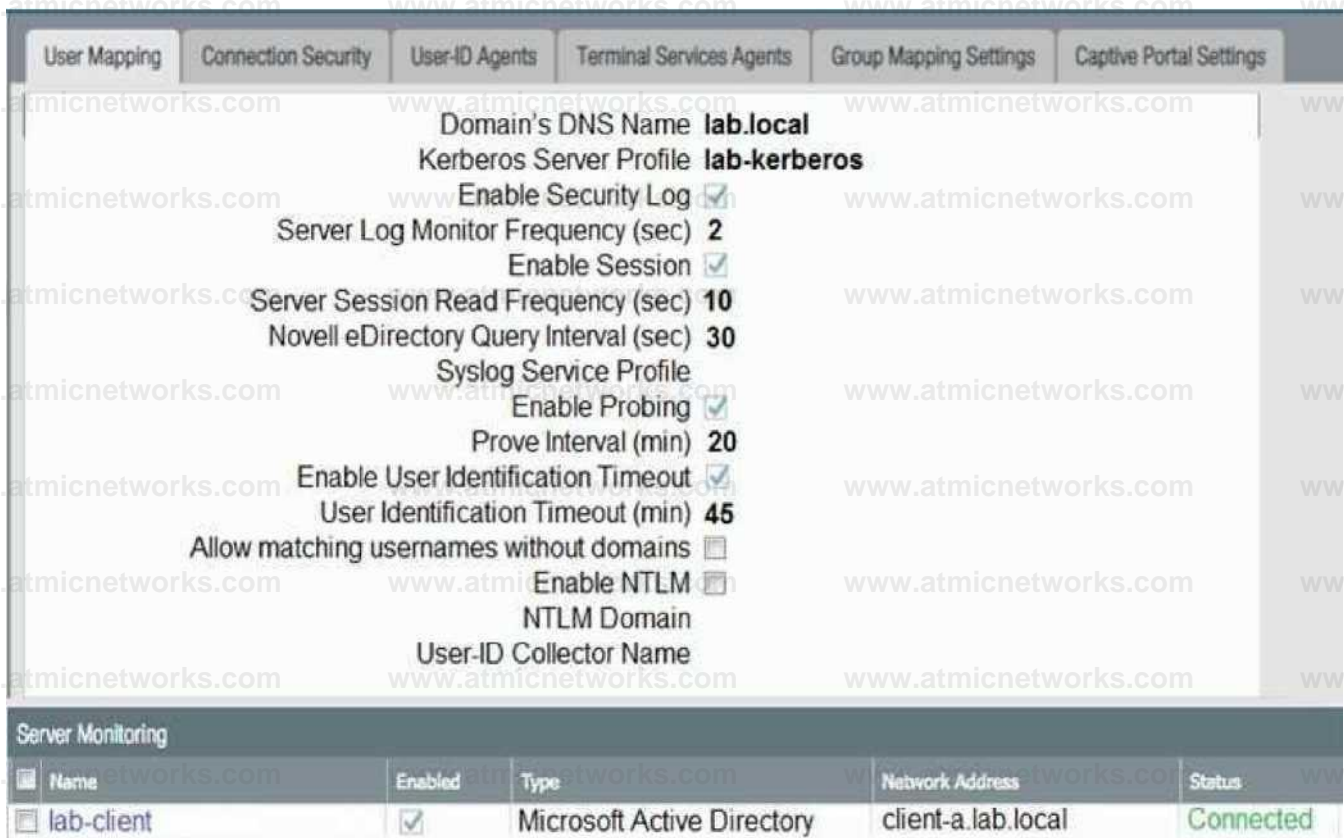 User Mapping Connection Security User-ID Agents Terminal Services Agents Group Mapping Settings Captive Portal Settings
Domain's DNS Name lab.local
Kerberos Server Profile lab-kerberos
Enable Security Log
Server Log Monitor Frequency (sec) 2
Enable Session
Server Session Read Frequency (sec) 10
Novell eDirectory Query Interval (sec) 30
Syslog Service Profile
Enable Probing
Prove Interval (min) 20
Enable User Identification Timeout
User Identification Timeout (min) 45
Allow matching usernames without domains
Enable NTLM
NTLM Domain
User-ID Collector Name
Server Monitoring
Name Enabled Type Network Address Status
lab-client Microsoft Active Directory client-a.lab.local Connected
www.atmicnetworks.com